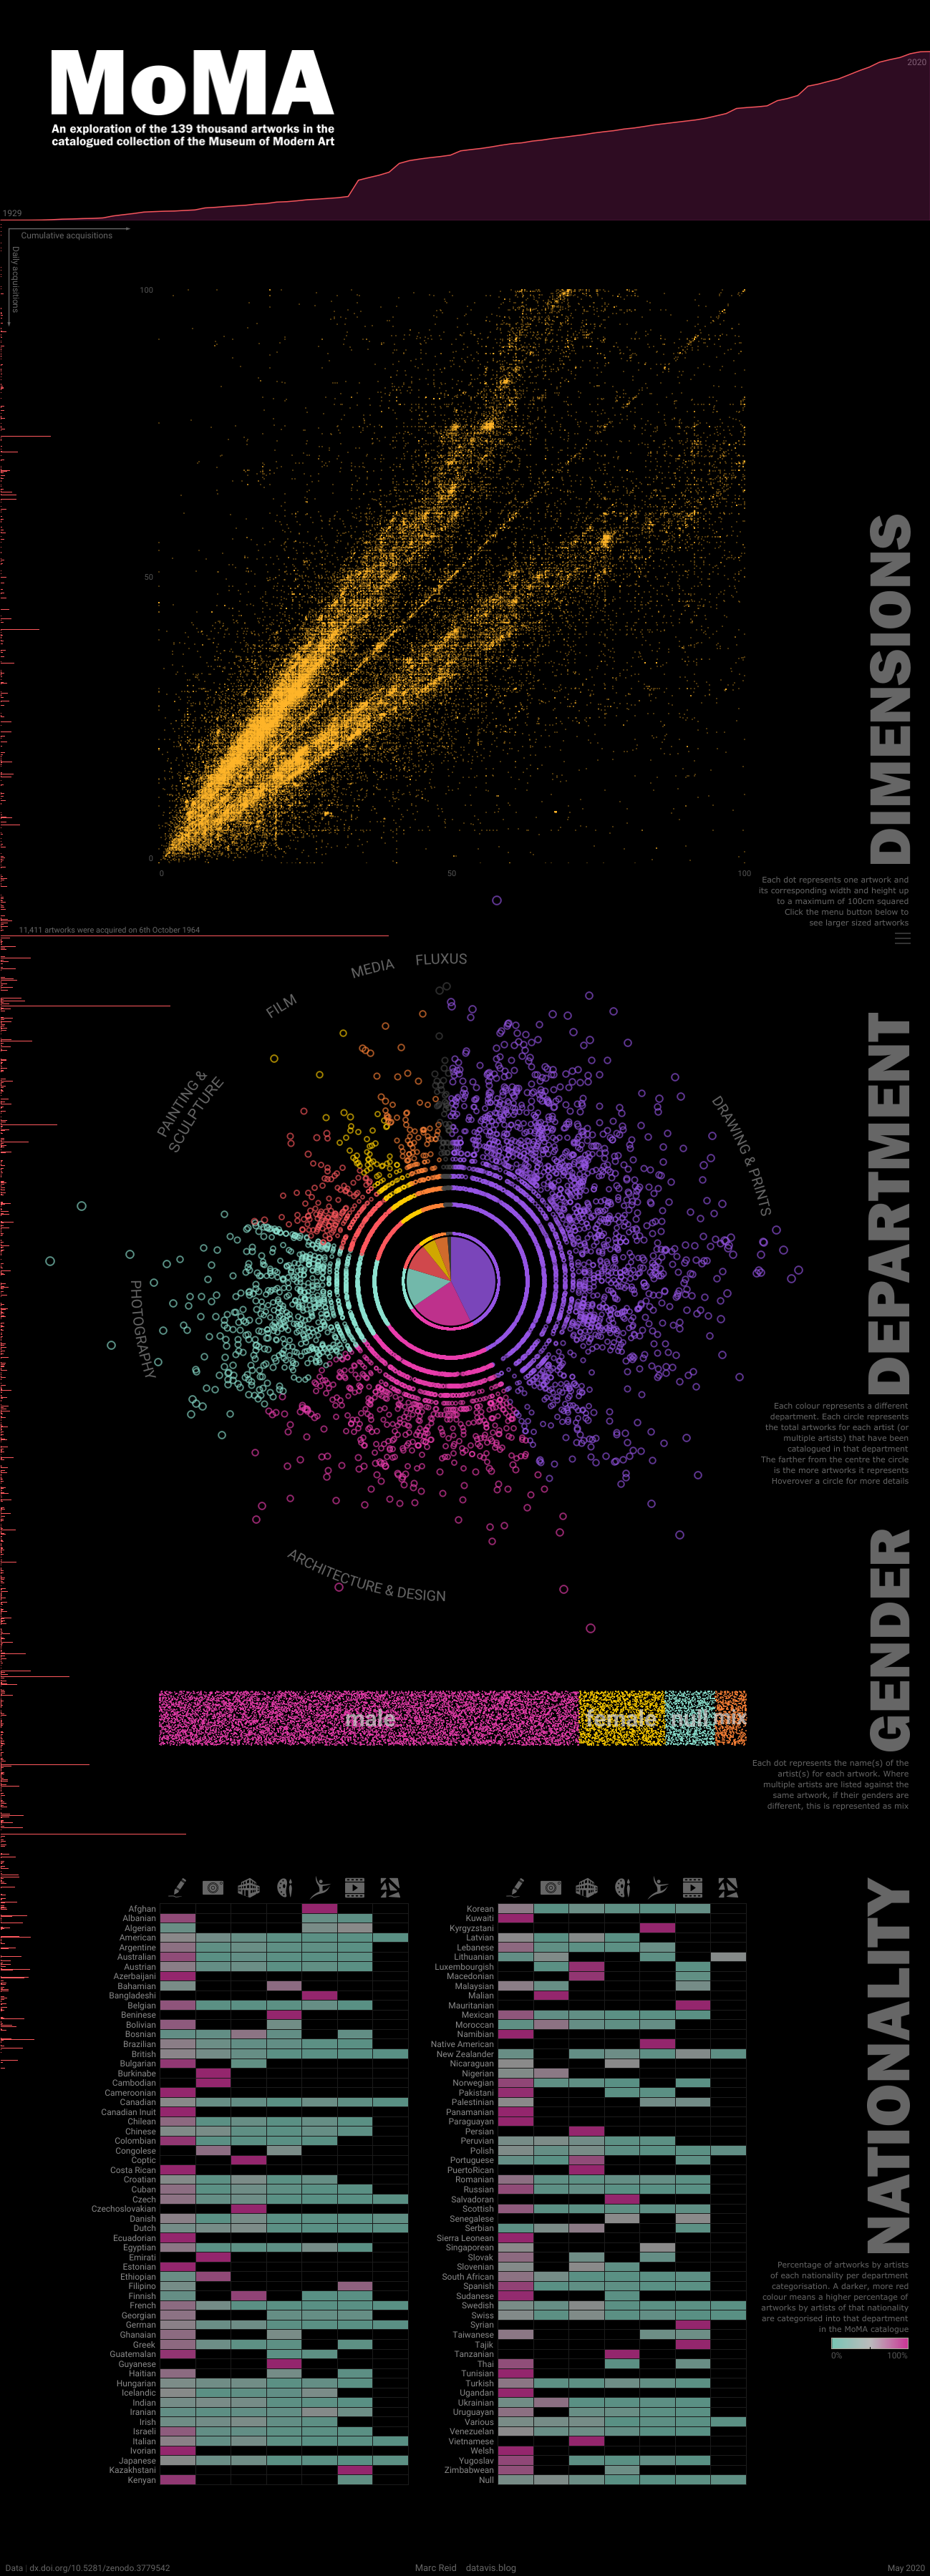 MoMA
An exploration of the 139 thousand artworks in the
catalogued collection of the Museum of Modern Art
2020
1929
Cumulative acquisitions
Daily acquisitions
100
50
0
0
50
100
DIMENSIONS
Each dot represents one artwork and
its corresponding width and height up
to a maximum of 100cm squared
Click the menu button below to
see larger sized artworks
11,411 artworks were acquired on 6th October 1964
FLUXUS
MEDIA
FILM
PAINTING &
SCULPTURE
DRAWING & PRINTS
PHOTOGRAPHY
ARCHITECTURE & DESIGN
DEPARTMENT
Each colour represents a different
department. Each circle represents
the total artworks for each artist (or
multiple artists) that have been
catalogued in that department
The farther from the centre the circle
is the more artworks it represents
Hoverover a circle for more details
GENDER
male
female
null
mix
Each dot represents the name(s) of the
artist(s) for each artwork. Where
multiple artists are listed against the
same artwork, if their genders are
different, this is represented as mix
NATIONALITY
Afghan
Albanian
Algerian
American
Argentine
Australian
Austrian
Azerbaijani
Bahamian
Bangladeshi
Belgian
Beninese
Bolivian
Bosnian
Brazilian
British
Bulgarian
Burkinabe
Cambodian
Cameroonian
Canadian
Canadian Inuit
Chilean
Chinese
Colombian
Congolese
Coptic
Costa Rican
Croatian
Cuban
Czech
Czechoslovakian
Danish
Dutch
Ecuadorian
Egyptian
Emirati
Estonian
Ethiopian
Filipino
Finnish
French
Georgian
German
Ghanaian
Greek
Guatemalan
Guyanese
Haitian
Hungarian
Icelandic
Indian
Iranian
Irish
Israeli
Italian
Ivorian
Japanese
Kazakhstani
Kenyan
Korean
Kuwaiti
Kyrgyzstani
Latvian
Lebanese
Lithuanian
Luxembourgish
Macedonian
Malaysian
Malian
Mauritanian
Mexican
Moroccan
Namibian
Native American
New Zealander
Nicaraguan
Nigerian
Norwegian
Pakistani
Palestinian
Panamanian
Paraguayan
Persian
Peruvian
Polish
Portuguese
PuertoRican
Romanian
Russian
Salvadoran
Scottish
Senegalese
Serbian
Sierra Leonean
Singaporean
Slovak
Slovenian
South African
Spanish
Sudanese
Swedish
Swiss
Syrian
Taiwanese
Tajik
Tanzanian
Thai
Tunisian
Turkish
Ugandan
Ukrainian
Uruguayan
Various
Venezuelan
Vietnamese
Welsh
Yugoslav
Zimbabwean
Null
Percentage of artworks by artists
of each nationality per department
categorisation. A darker, more red
colour means a higher percentage of
artworks by artists of that nationality
are categorised into that department
in the MoMA catalogue
0%
100%
Data | dx.doi.org/10.5281/zenodo.3779542
Marc Reid datavis.blog
May 2020